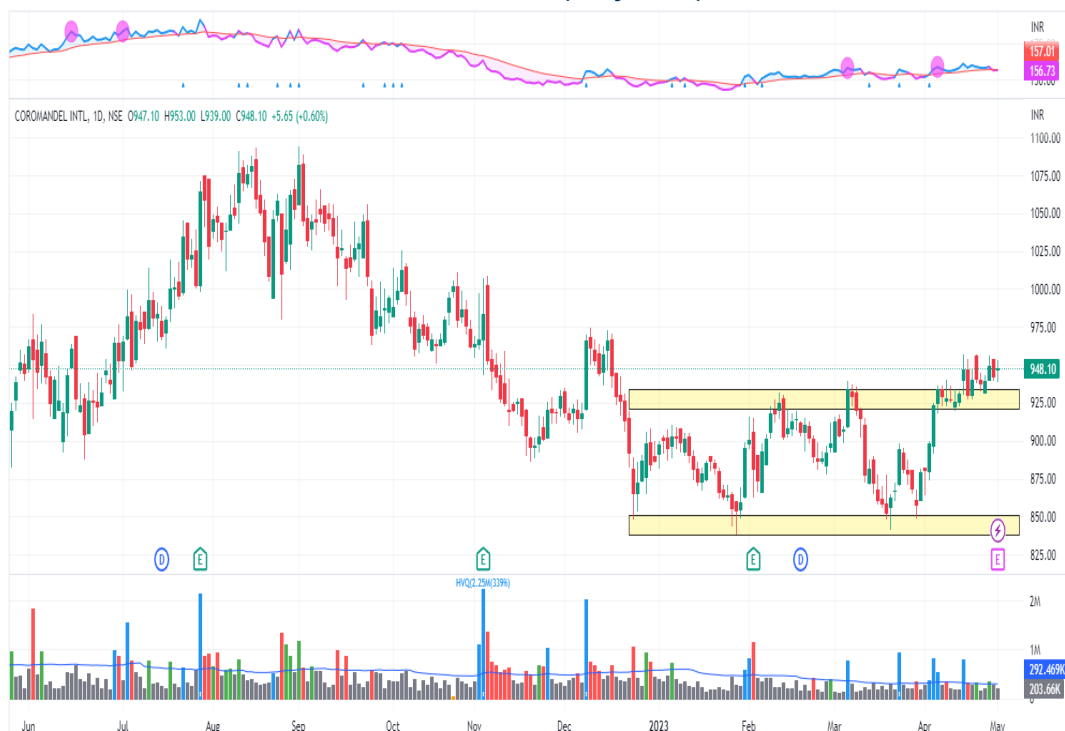 INR
157.01
156.73
COROMANDEL INTL, 1D, NSE O947.10 H953.00 L939.00 C948.10 +5.65 (+0.60%)
INR
1100.00
1075.00
1050.00
1025.00
1000.00
975.00
948.10
925.00
900.00
875.00
850.00
825.00
D E E E D E
HVQ(2.25M(339%)
2M
1M
292.469K
203.66K
0
Jun Jul Aug Sep Oct Nov Dec 2023 Feb Mar Apr May